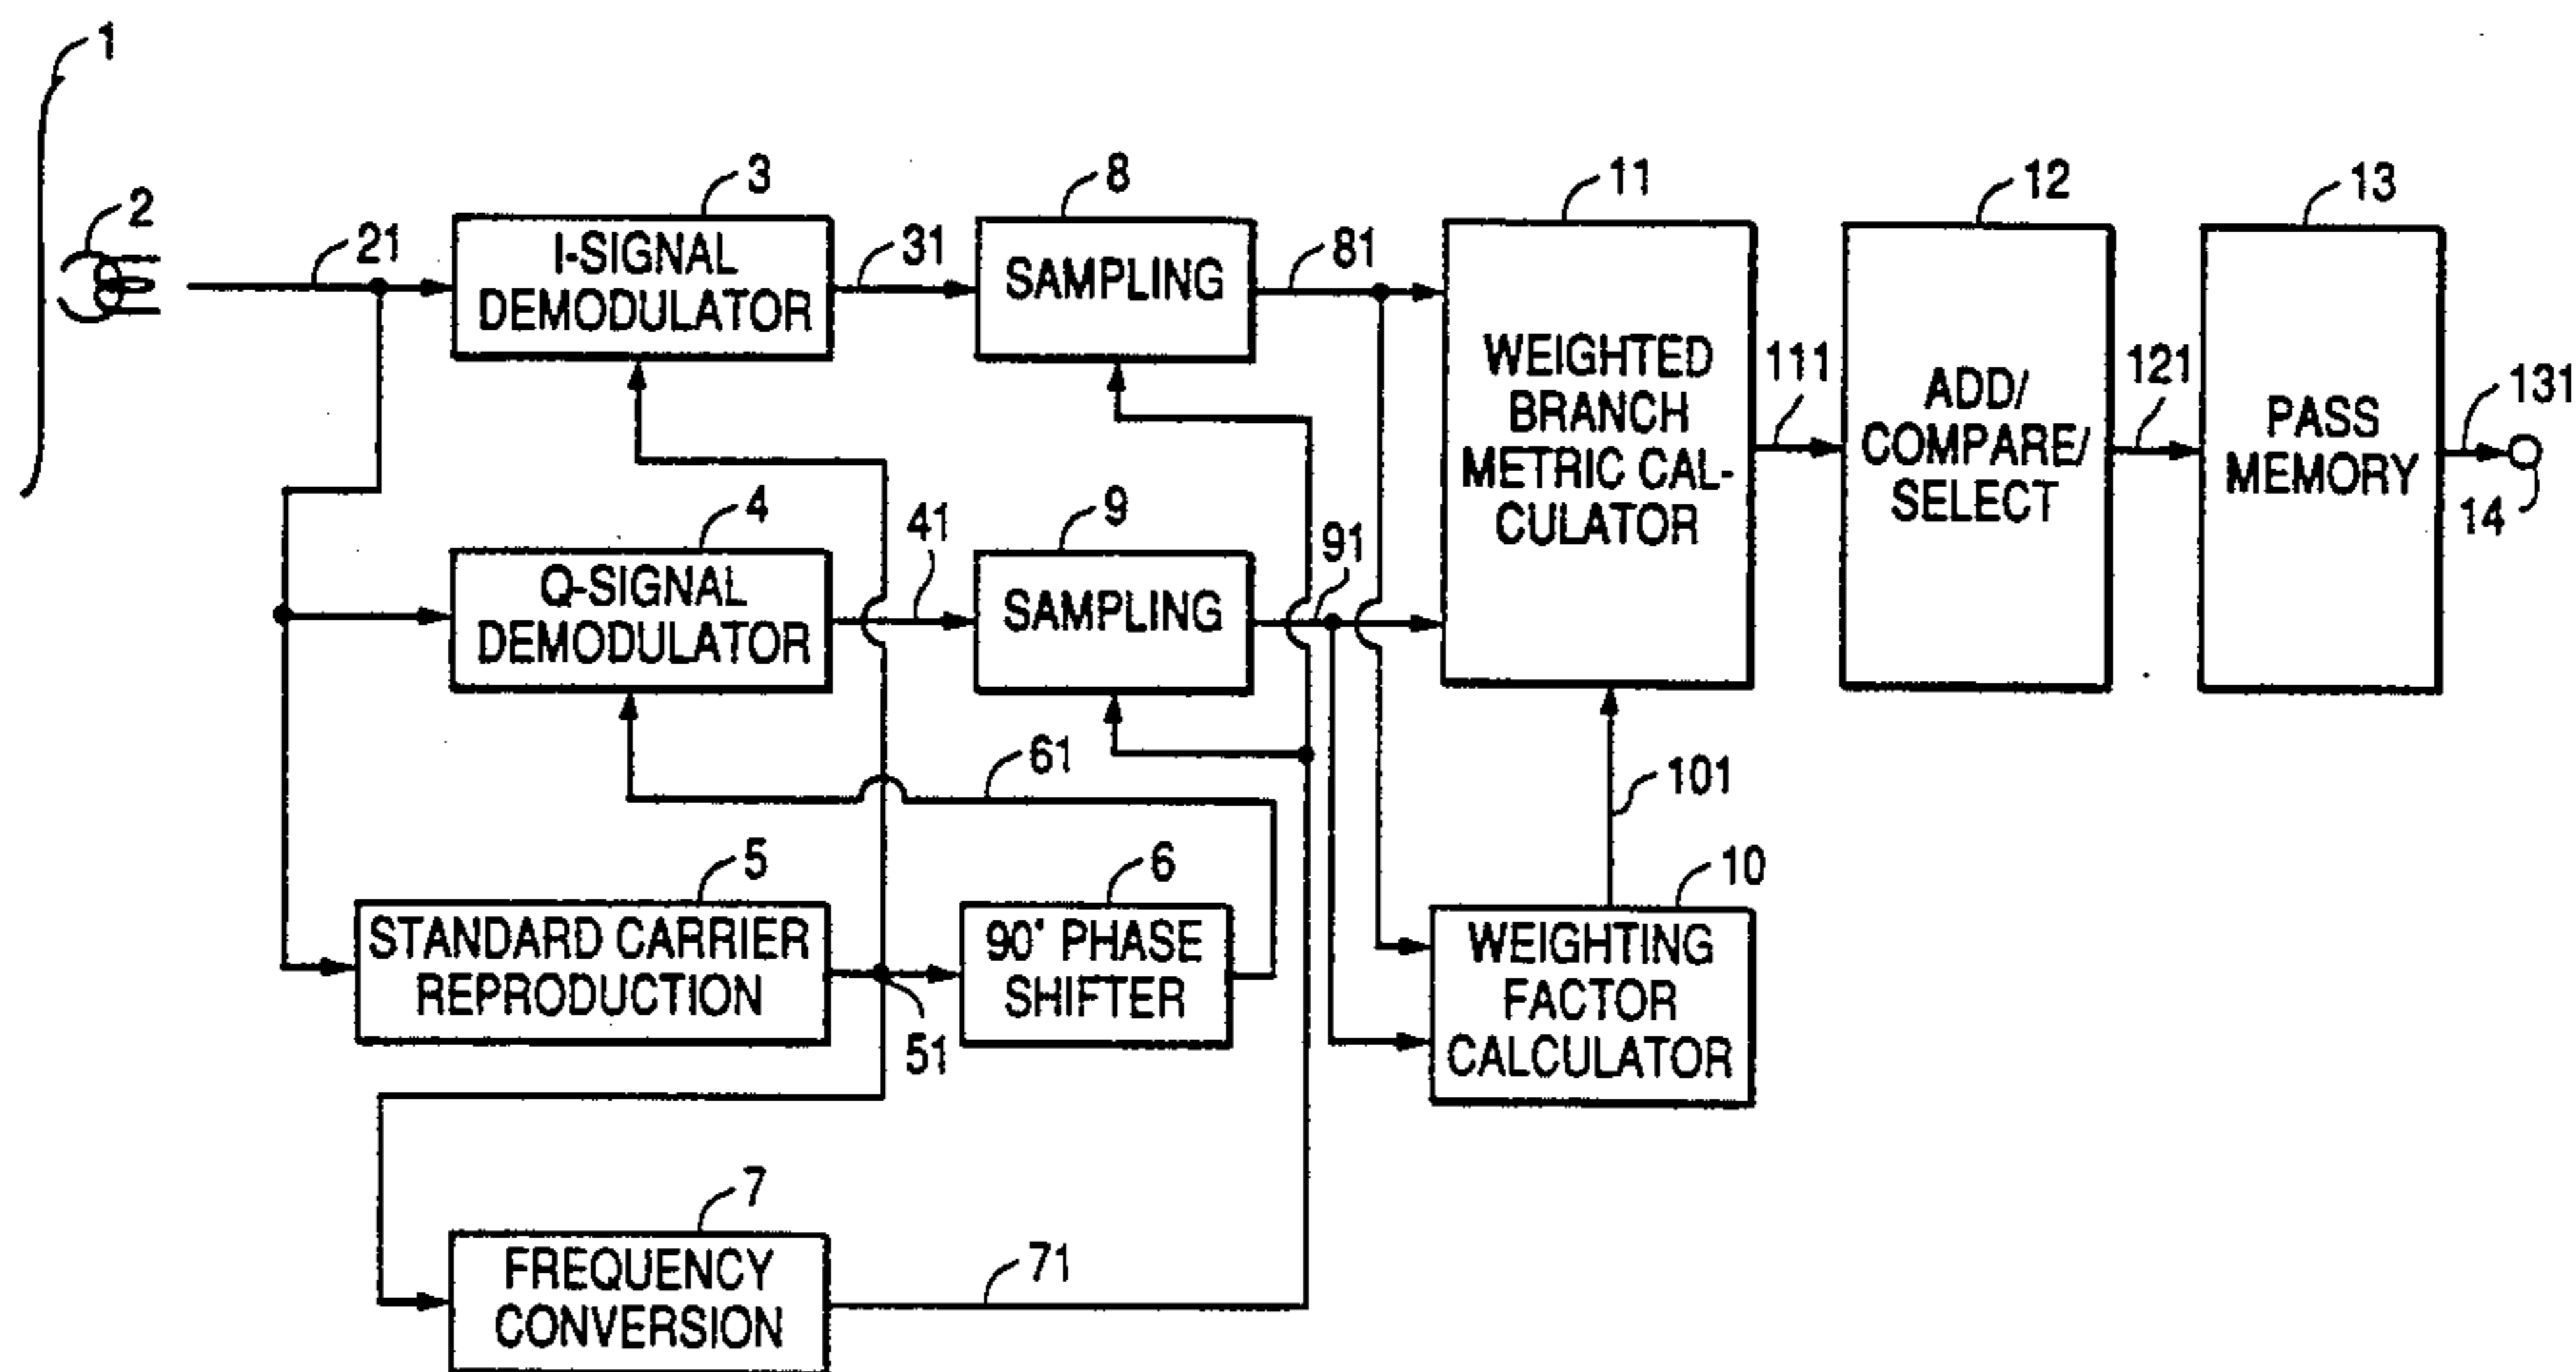 1
2
21
3
I-SIGNAL
DEMODULATOR
31
8
SAMPLING
81
11
WEIGHTED
BRANCH
METRIC CAL-
CULATOR
111
12
ADD/
COMPARE/
SELECT
121
13
PASS
MEMORY
131
14
4
Q-SIGNAL
DEMODULATOR
41
9
SAMPLING
91
61
101
5
STANDARD CARRIER
REPRODUCTION
51
6
90° PHASE
SHIFTER
10
WEIGHTING
FACTOR
CALCULATOR
7
FREQUENCY
CONVERSION
71